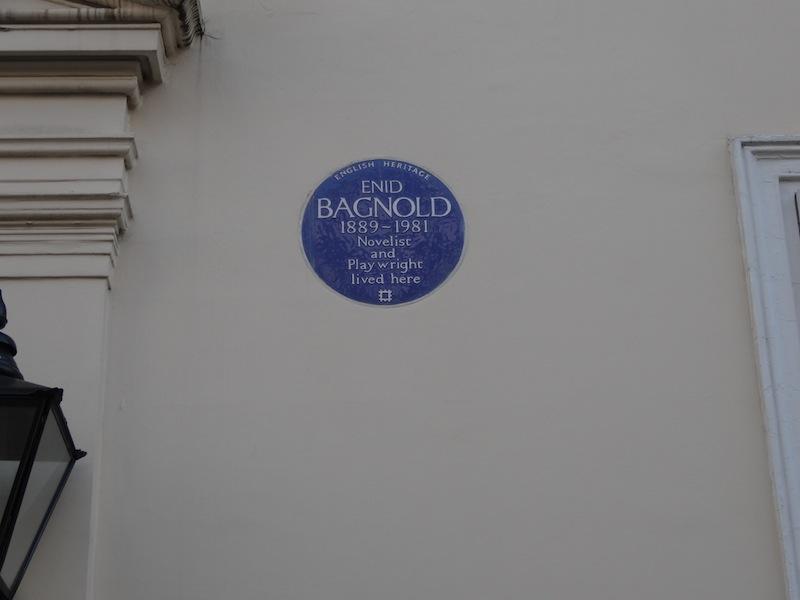 ENGLISH HERITAGE
ENID
BAGNOLD
1889-1981
Novelist
and
Playwright
lived here